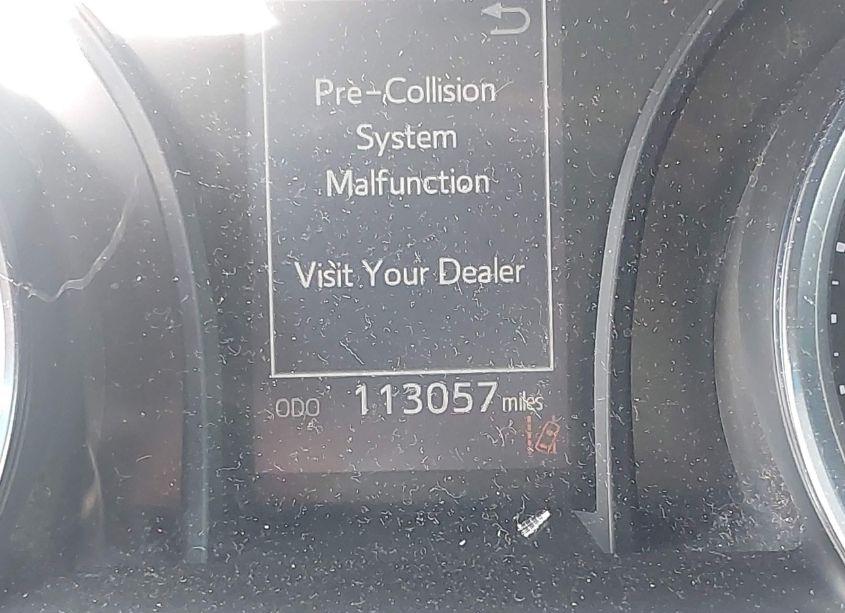 Pre-Collision
System
Malfunction
Visit Your Dealer
ODO 113057 miles